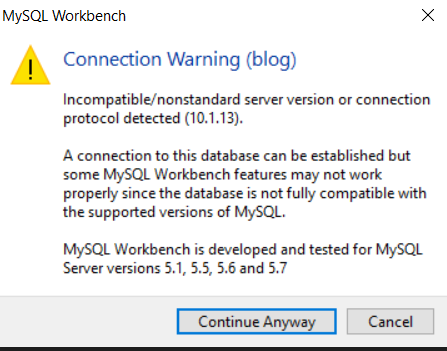 MySQL Workbench
Connection Warning (blog)
Incompatible/nonstandard server version or connection
protocol detected (10.1.13).
A connection to this database can be established but
some MySQL Workbench features may not work
properly since the database is not fully compatible with
the supported versions of MySQL.
MySQL Workbench is developed and tested for MySQL
Server versions 5.1, 5.5, 5.6 and 5.7
Continue Anyway
Cancel